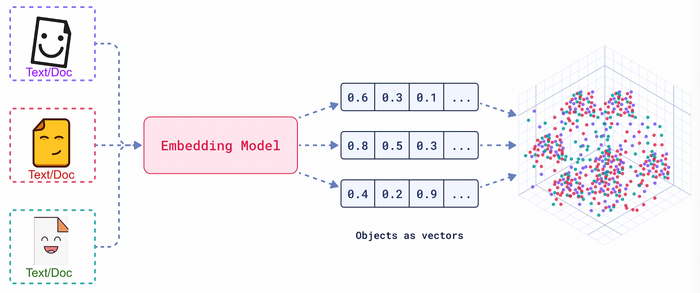 Text/Doc
Text/Doc
Text/Doc
Embedding Model
0.6 0.3 0.1 ...
0.8 0.5 0.3 ...
0.4 0.2 0.9 ...
Objects as vectors